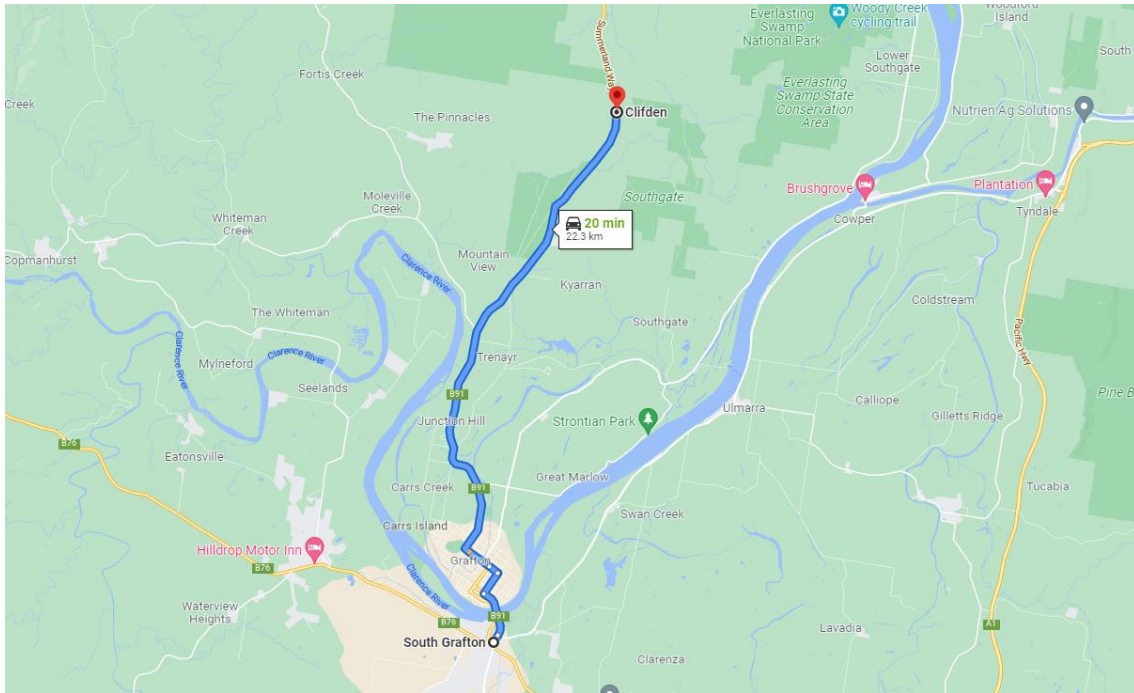 Everlasting
Swamp
National Park
Woody Creek
cycling trail
Woodford
Island
Summerland Way
Lower
Southgate
South
Fortis Creek
Creek
The Pinnacles
Clifden
Everlasting
Swamp State
Conservation
Area
Nutrien Ag Solutions
Moleville
Creek
Southgate
Brushgrove
Plantation
Whiteman
Creek
20 min
22.3 km
Cowper
Tyndale
Copmanhurst
Mountain
View
Clarence River
Kyarran
The Whiteman
Coldstream
Southgate
Pacific Hwy
Clarence River
Clarence River
Mylneford
Trenayr
Seelands
B91
Pine B
Ulmarra
Calliope
Junction Hill
Strontian Park
Gilletts Ridge
B76
Eatonsville
Great Marlow
Carrs Creek
B91
Tucabia
Swan Creek
Carrs Island
Hilldrop Motor Inn
Grafton
B76
Clarence River
Waterview
Heights
B91
B76
Lavadia
A1
South Grafton
Clarenza